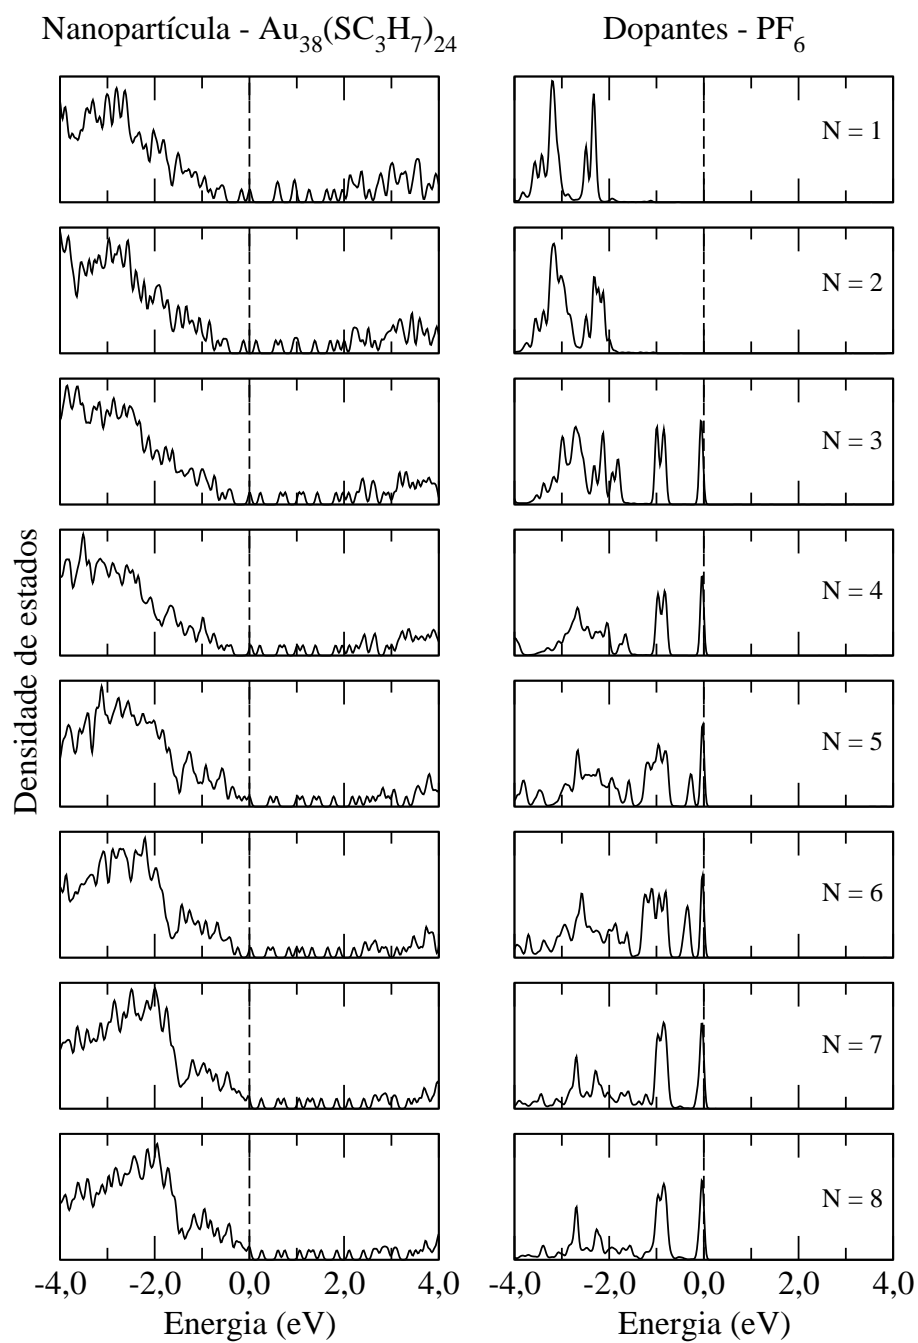 Nanopartícula - Au₃₈(SC₃H₇)₂₄
Dopantes - PF₆
N = 1
N = 2
N = 3
N = 4
N = 5
N = 6
N = 7
N = 8
Densidade de estados
-4,0 -2,0 0,0 2,0 4,0
-4,0 -2,0 0,0 2,0 4,0
Energia (eV)
Energia (eV)